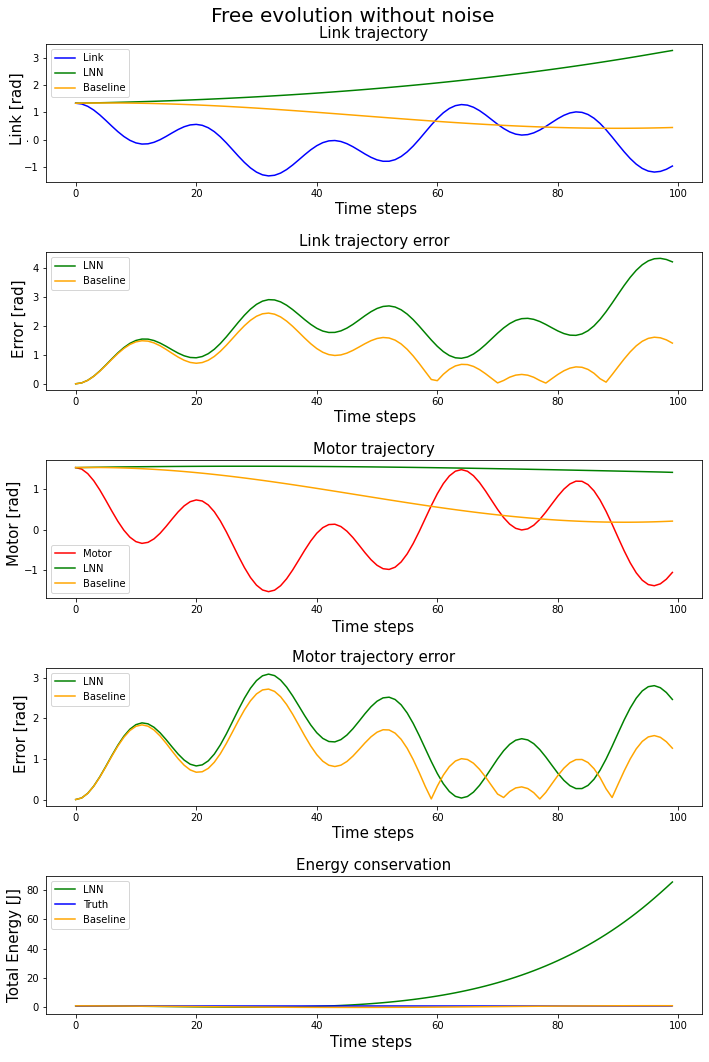 Free evolution without noise
Link trajectory
Link [rad]
3
2
1
0
−1
Link
LNN
Baseline
0 20 40 60 80 100
Time steps
Link trajectory error
Error [rad]
4
3
2
1
0
LNN
Baseline
0 20 40 60 80 100
Time steps
Motor trajectory
Motor [rad]
1
0
−1
Motor
LNN
Baseline
0 20 40 60 80 100
Time steps
Motor trajectory error
Error [rad]
3
2
1
0
LNN
Baseline
0 20 40 60 80 100
Time steps
Energy conservation
Total Energy [J]
80
60
40
20
0
LNN
Truth
Baseline
0 20 40 60 80 100
Time steps